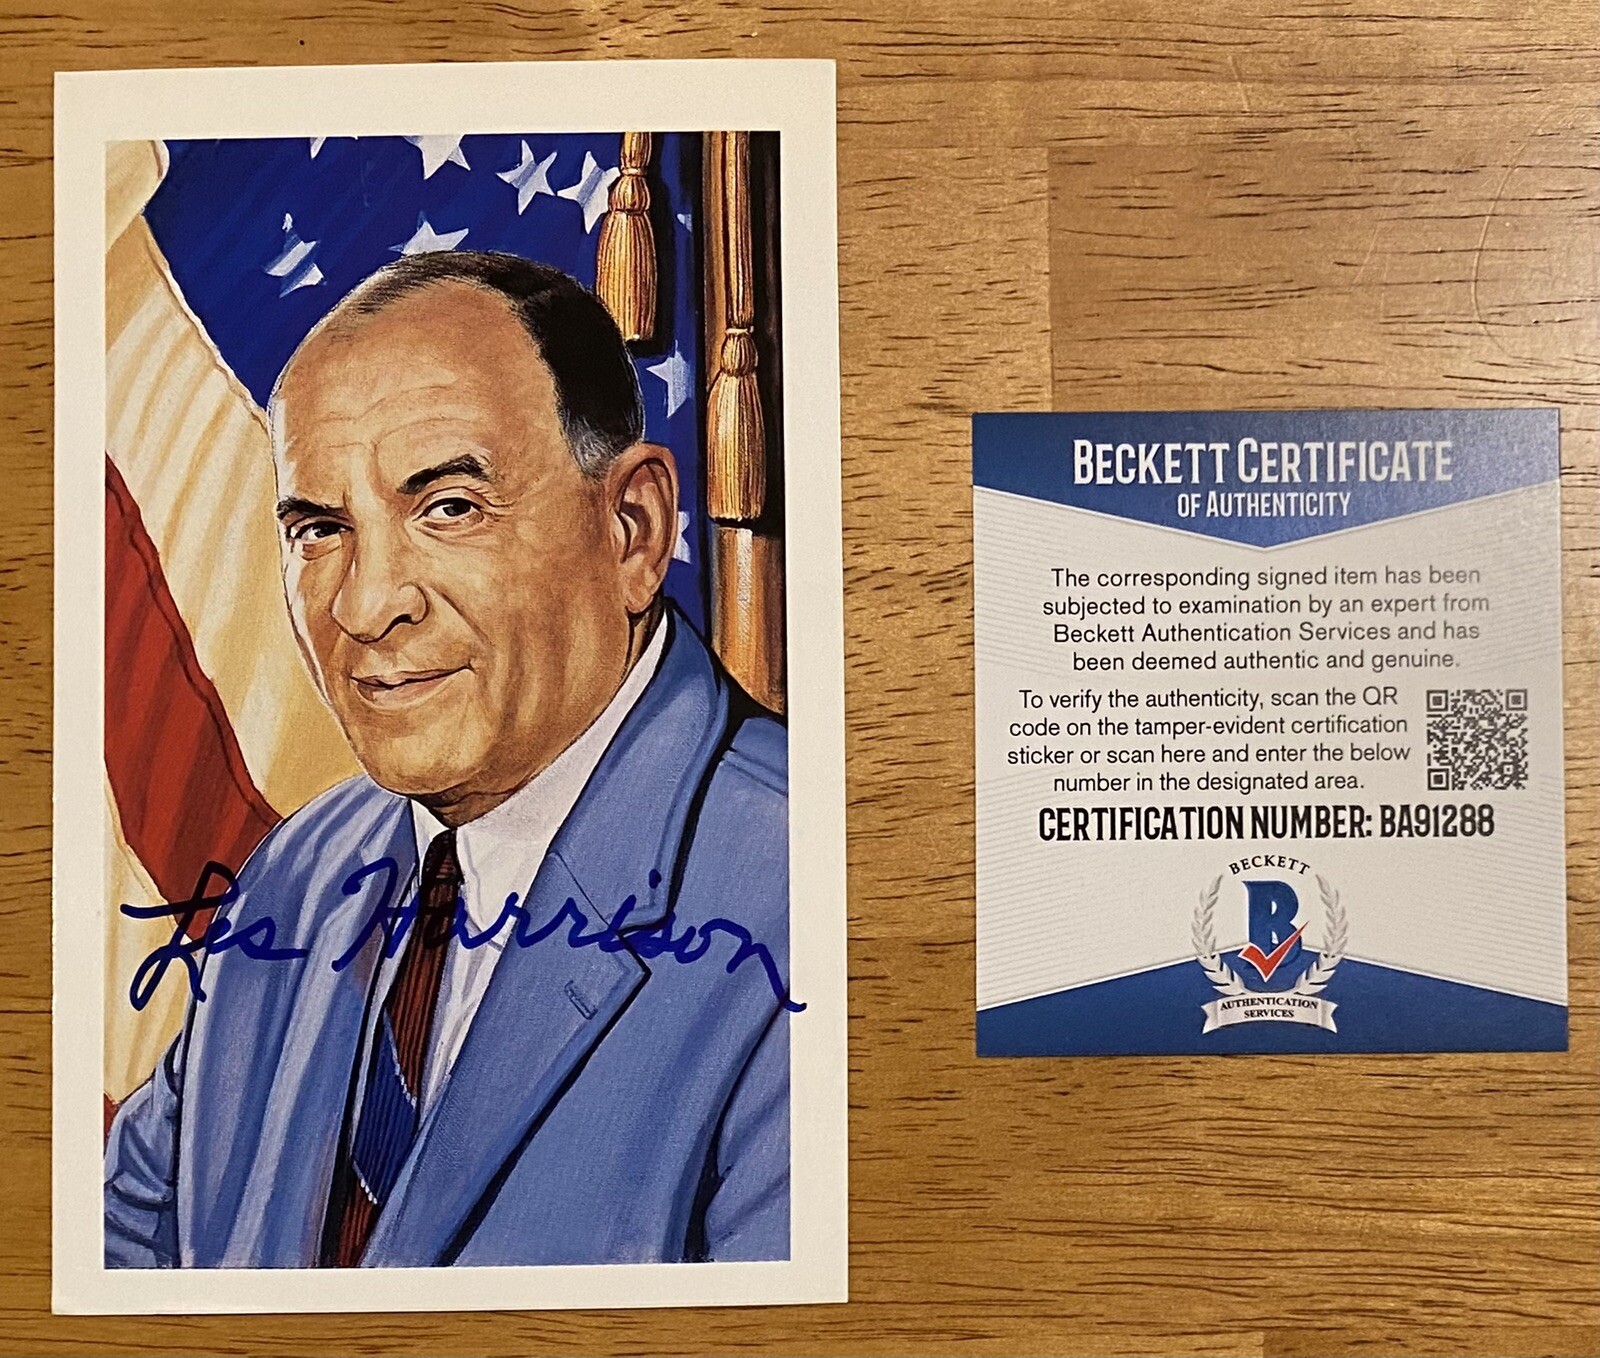 Les Harrison
BECKETT CERTIFICATE
OF AUTHENTICITY
The corresponding signed item has been
subjected to examination by an expert from
Beckett Authentication Services and has
been deemed authentic and genuine.
To verify the authenticity, scan the QR
code on the tamper-evident certification
sticker or scan here and enter the below
number in the designated area.
CERTIFICATION NUMBER: BA91288
BECKETT
B
AUTHENTICATION
SERVICES